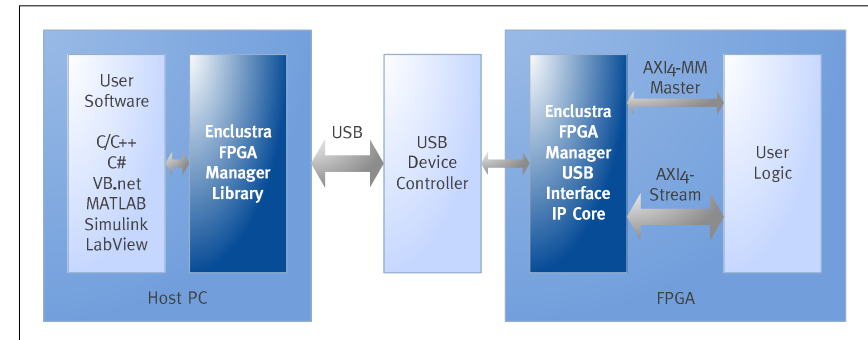 User
Software
C/C++
C#
VB.net
MATLAB
Simulink
LabView
Enclustra
FPGA
Manager
Library
Host PC
USB
USB
Device
Controller
Enclustra
FPGA
Manager
USB
Interface
IP Core
AXI4-MM
Master
AXI4-
Stream
User
Logic
FPGA